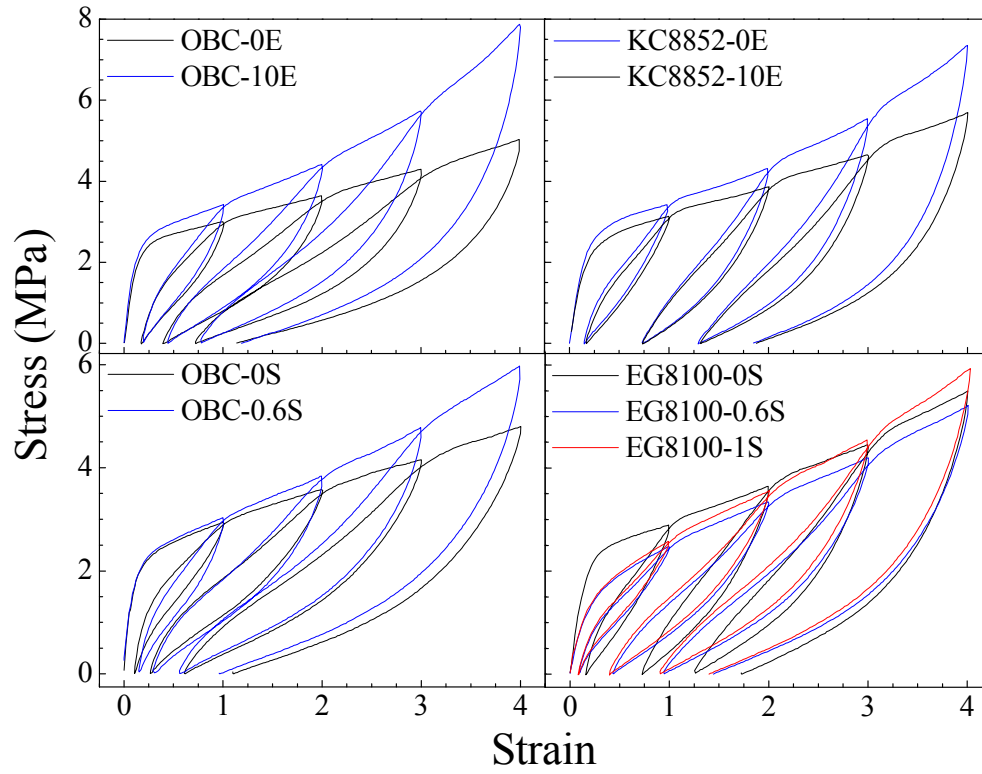 8
6
4
2
0
OBC-0E
OBC-10E
KC8852-0E
KC8852-10E
Stress (MPa)
6
4
2
0
OBC-0S
OBC-0.6S
EG8100-0S
EG8100-0.6S
EG8100-1S
0 1 2 3 4
0 1 2 3 4
Strain